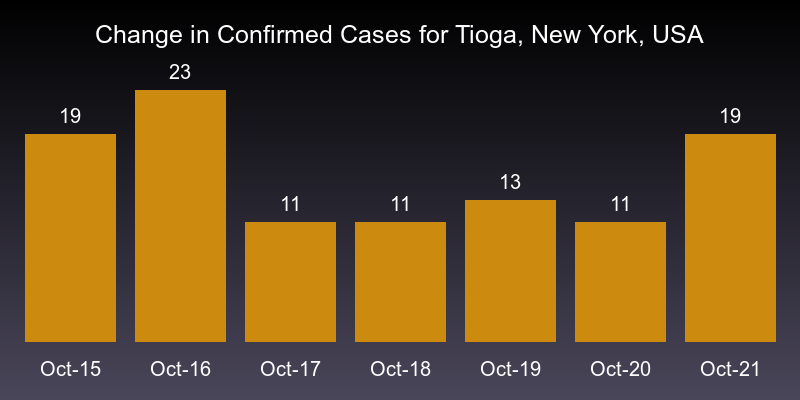 Change in Confirmed Cases for Tioga, New York, USA
19 23 11 11 13 11 19
Oct-15 Oct-16 Oct-17 Oct-18 Oct-19 Oct-20 Oct-21